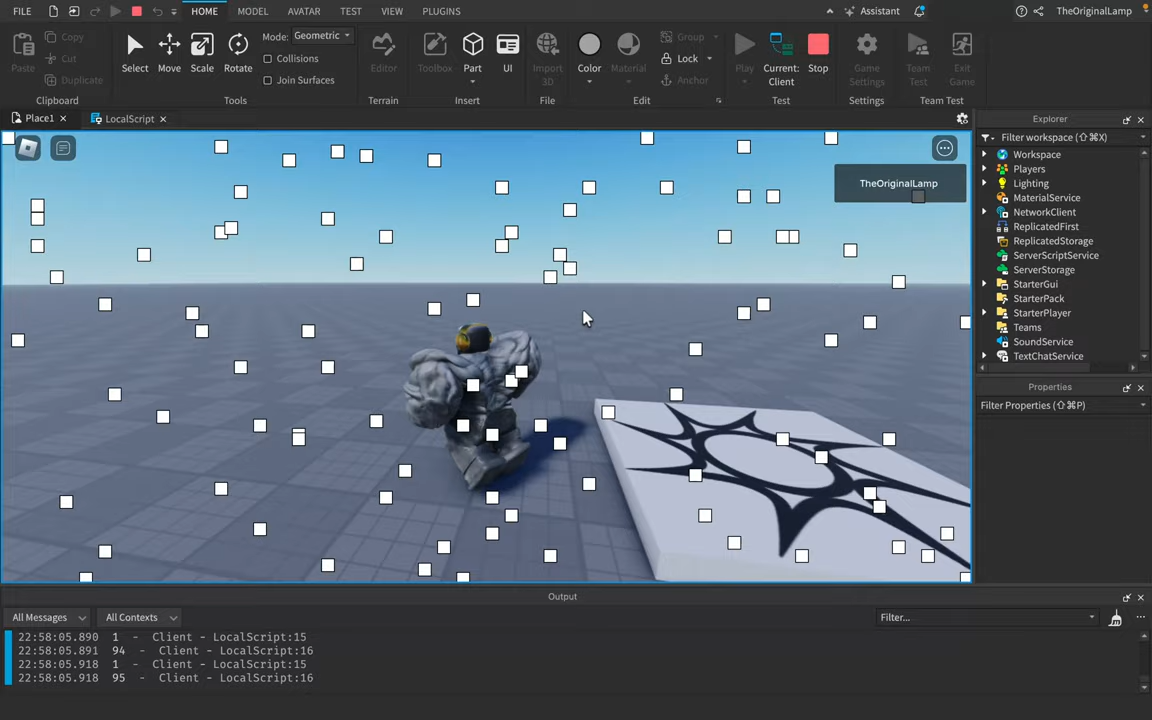 FILE HOME MODEL AVATAR TEST VIEW PLUGINS Assistant TheOriginalLamp
Paste Copy Cut Duplicate Select Move Scale Rotate Mode: Geometric Collisions Join Surfaces Editor Toolbox Part UI Import 3D Color Material Group Lock Anchor Play Current: Client Stop Game Settings Team Test Exit Game
Clipboard Tools Terrain Insert File Edit Test Settings Team Test
Place1 LocalScript
TheOriginalLamp
Explorer
Filter workspace (⇧⌘X)
Workspace
Players
Lighting
MaterialService
NetworkClient
ReplicatedFirst
ReplicatedStorage
ServerScriptService
ServerStorage
StarterGui
StarterPack
StarterPlayer
Teams
SoundService
TextChatService
Properties
Filter Properties (⇧⌘P)
Output
All Messages All Contexts Filter...
22:58:05.890 1 - Client - LocalScript:15
22:58:05.891 94 - Client - LocalScript:16
22:58:05.918 1 - Client - LocalScript:15
22:58:05.918 95 - Client - LocalScript:16